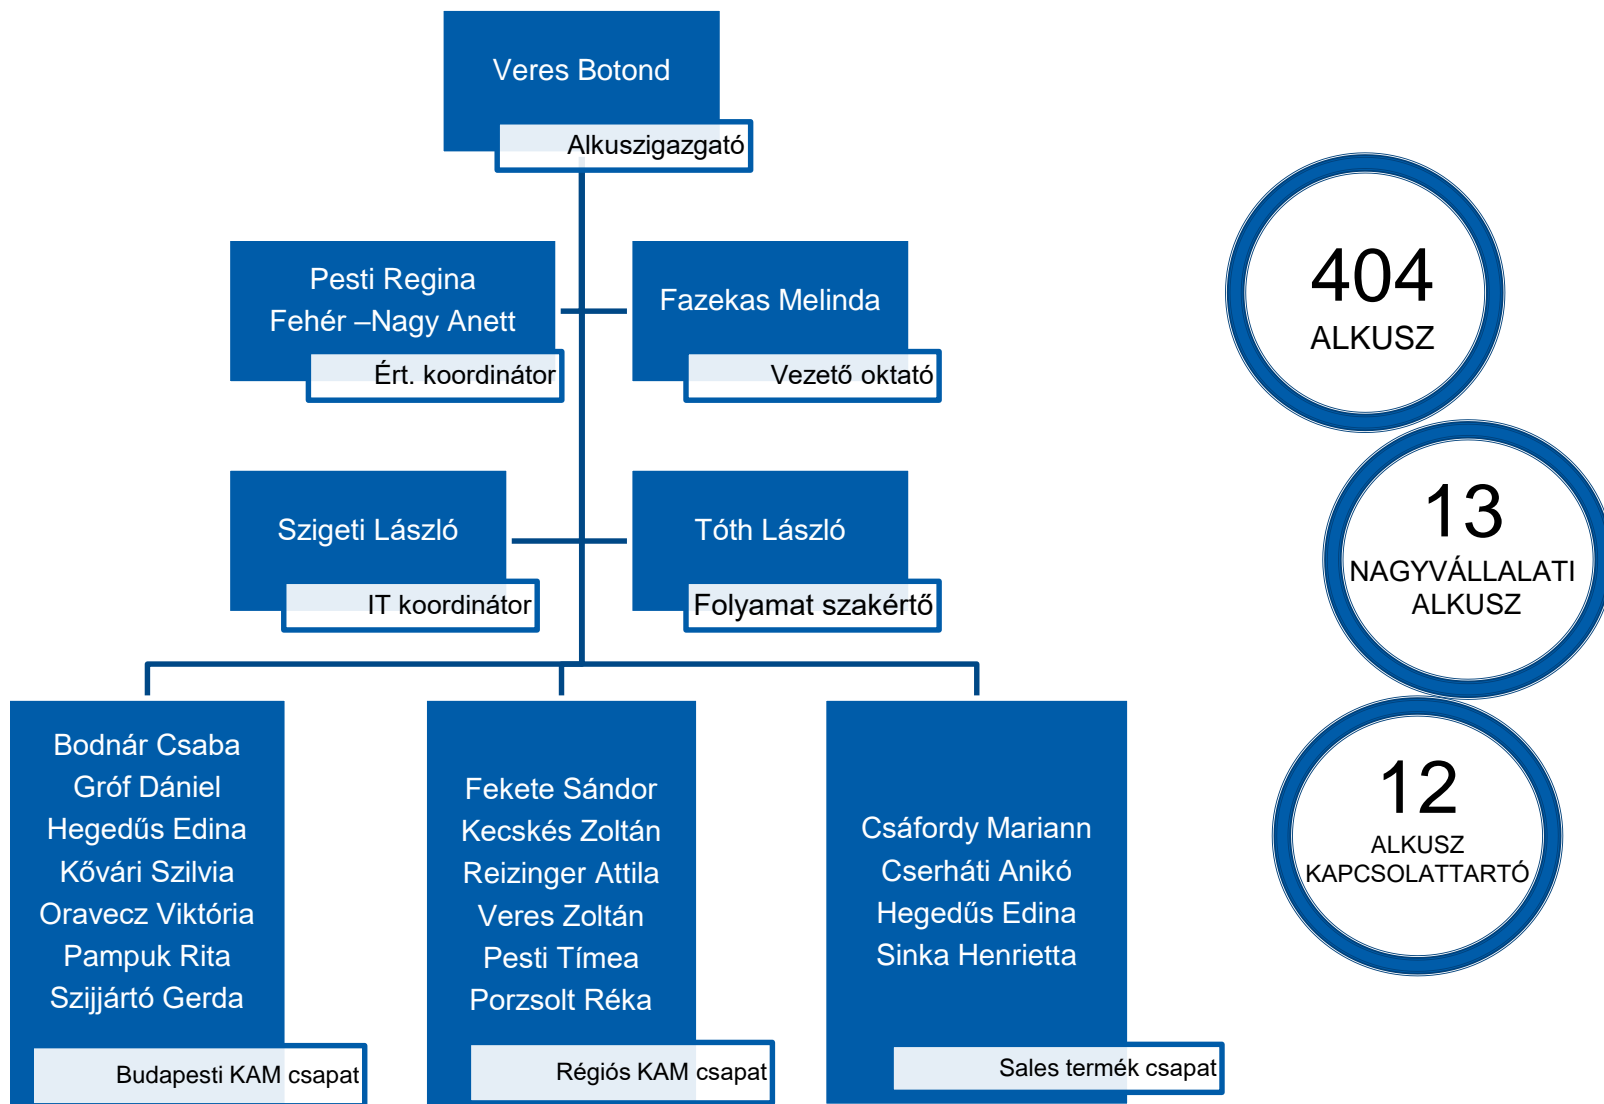 Veres Botond
Alkuszigazgató
Pesti Regina
Fehér –Nagy Anett
Ért. koordinátor
Fazekas Melinda
Vezető oktató
Szigeti László
IT koordinátor
Tóth László
Folyamat szakértő
Bodnár Csaba
Gróf Dániel
Hegedűs Edina
Kővári Szilvia
Oravecz Viktória
Pampuk Rita
Szijjártó Gerda
Budapesti KAM csapat
Fekete Sándor
Kecskés Zoltán
Reizinger Attila
Veres Zoltán
Pesti Tímea
Porzsolt Réka
Régiós KAM csapat
Csáfordy Mariann
Cserháti Anikó
Hegedűs Edina
Sinka Henrietta
Sales termék csapat
404
ALKUSZ
13
NAGYVÁLLALATI
ALKUSZ
12
ALKUSZ
KAPCSOLATTARTÓ